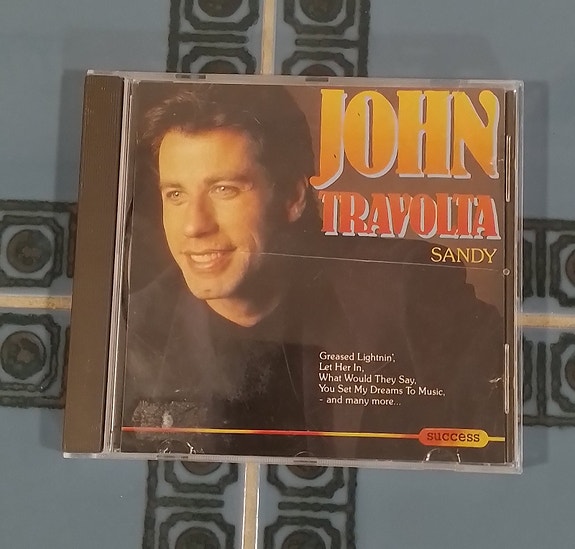 JOHN
TRAVOLTA
SANDY
Greased Lightnin',
Let Her In,
What Would They Say,
You Set My Dreams To Music,
- and many more...
success